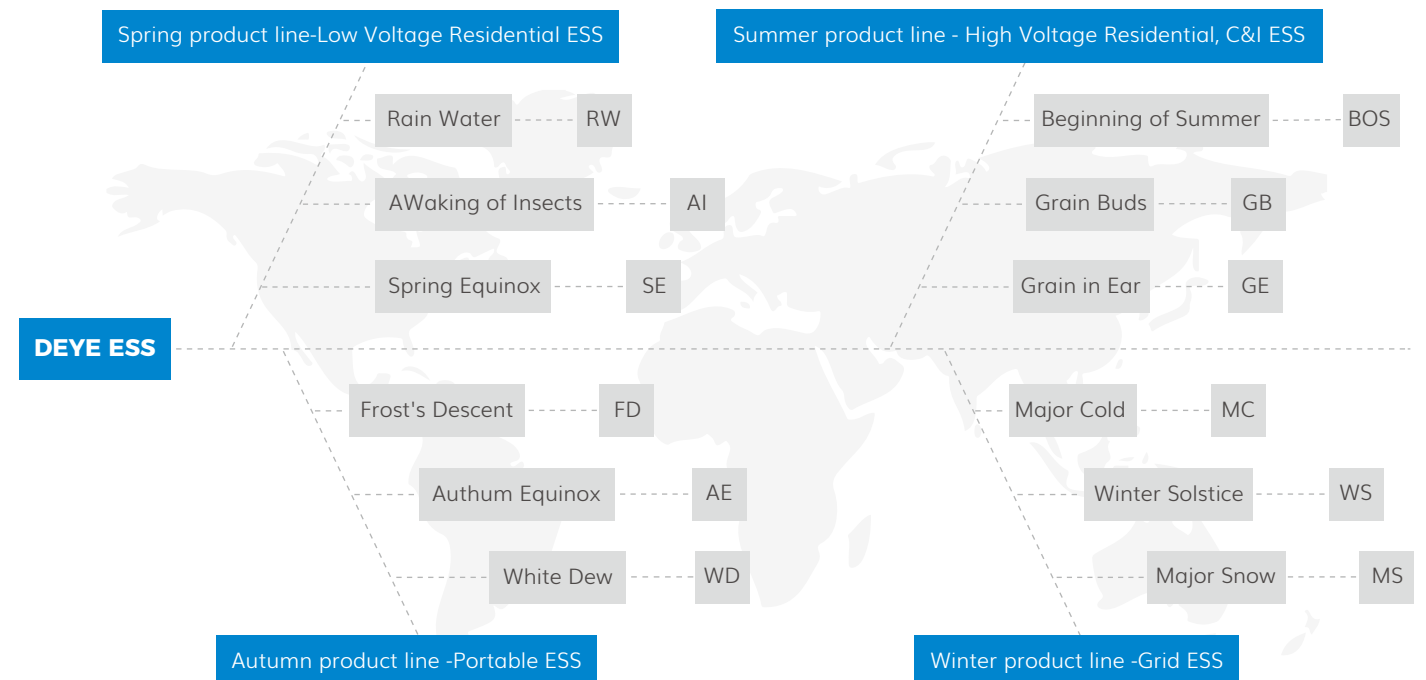 Spring product line-Low Voltage Residential ESS
Summer product line - High Voltage Residential, C&I ESS
Rain Water RW
Beginning of Summer BOS
AWaking of Insects AI
Grain Buds GB
Spring Equinox SE
Grain in Ear GE
DEYE ESS
Frost's Descent FD
Major Cold MC
Authum Equinox AE
Winter Solstice WS
White Dew WD
Major Snow MS
Autumn product line -Portable ESS
Winter product line -Grid ESS